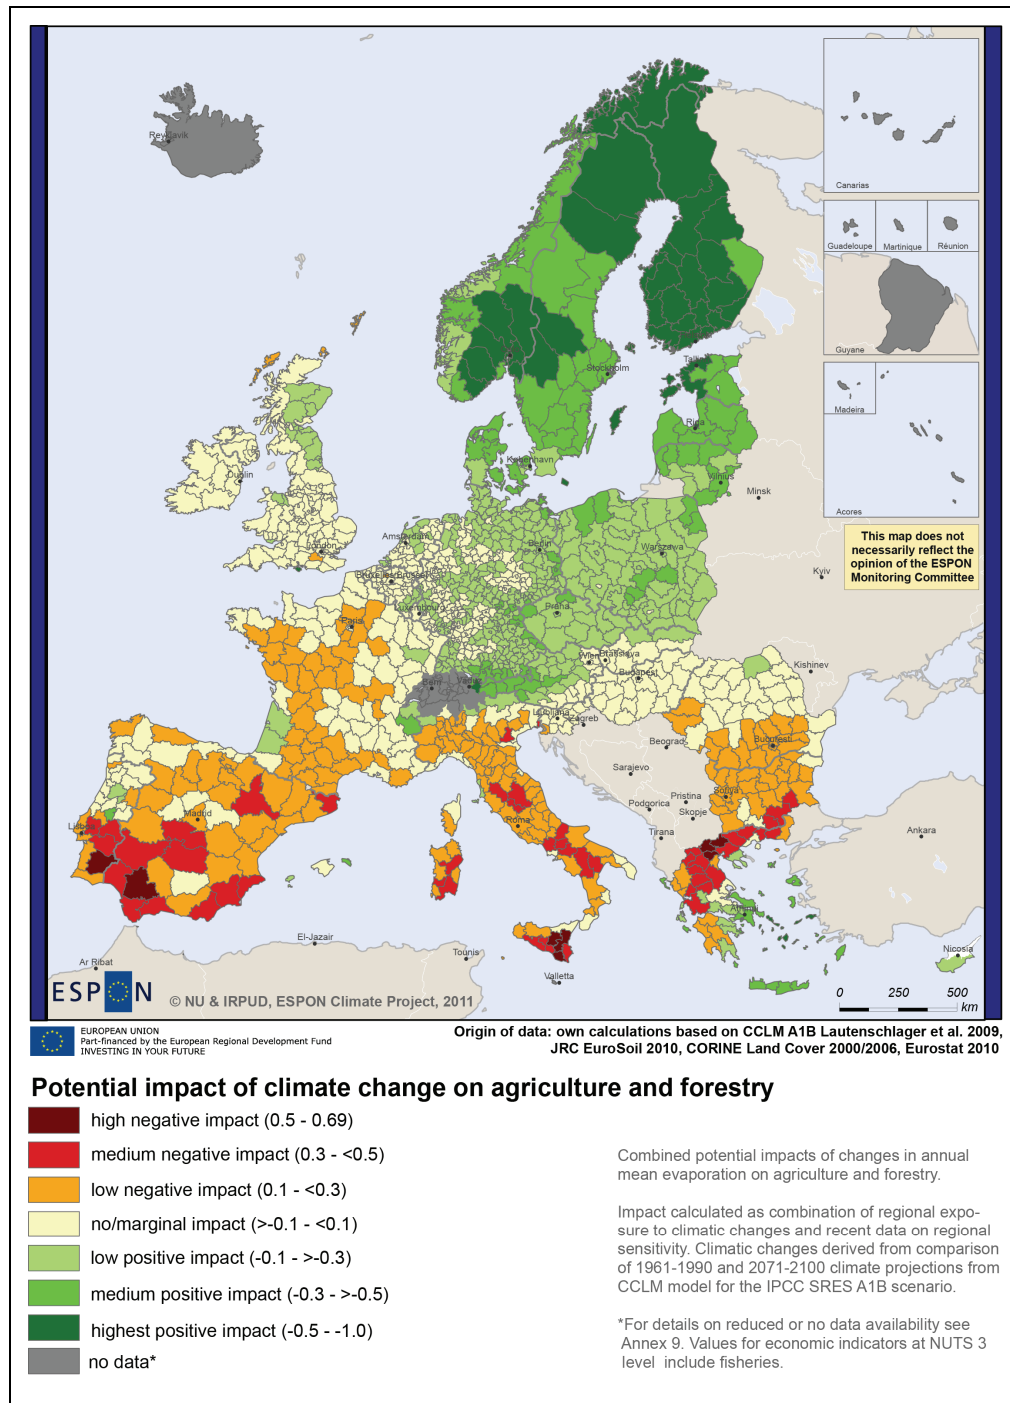 Reykjavik
Canarias
Guadeloupe
Martinique
Réunion
Guyane
Madeira
Acores
This map does not
necessarily reflect the
opinion of the ESPON
Monitoring Committee
Tallinn
Stockholm
Riga
København
Vilnius
Minsk
Dublin
Amsterdam
Berlin
London
Warszawa
Bruxelles/Brussel
Kyiv
Luxembourg
Praha
Paris
Wien
Bratislava
Kishinev
Budapest
Bern
Vaduz
Ljubljana
Zagreb
Bucuresti
Beograd
Sarajevo
Pristina
Sofiya
Podgorica
Skopje
Madrid
Roma
Tirana
Ankara
Lisboa
Athinai
El-Jazair
Tounis
Nicosia
Ar Ribat
Valletta
ESPON
© NU & IRPUD, ESPON Climate Project, 2011
0 250 500
km
EUROPEAN UNION
Part-financed by the European Regional Development Fund
INVESTING IN YOUR FUTURE
Origin of data: own calculations based on CCLM A1B Lautenschlager et al. 2009,
JRC EuroSoil 2010, CORINE Land Cover 2000/2006, Eurostat 2010
Potential impact of climate change on agriculture and forestry
high negative impact (0.5 - 0.69)
medium negative impact (0.3 - <0.5)
low negative impact (0.1 - <0.3)
no/marginal impact (>-0.1 - <0.1)
low positive impact (-0.1 - >-0.3)
medium positive impact (-0.3 - >-0.5)
highest positive impact (-0.5 - -1.0)
no data*
Combined potential impacts of changes in annual
mean evaporation on agriculture and forestry.
Impact calculated as combination of regional expo-
sure to climatic changes and recent data on regional
sensitivity. Climatic changes derived from comparison
of 1961-1990 and 2071-2100 climate projections from
CCLM model for the IPCC SRES A1B scenario.
*For details on reduced or no data availability see
Annex 9. Values for economic indicators at NUTS 3
level include fisheries.